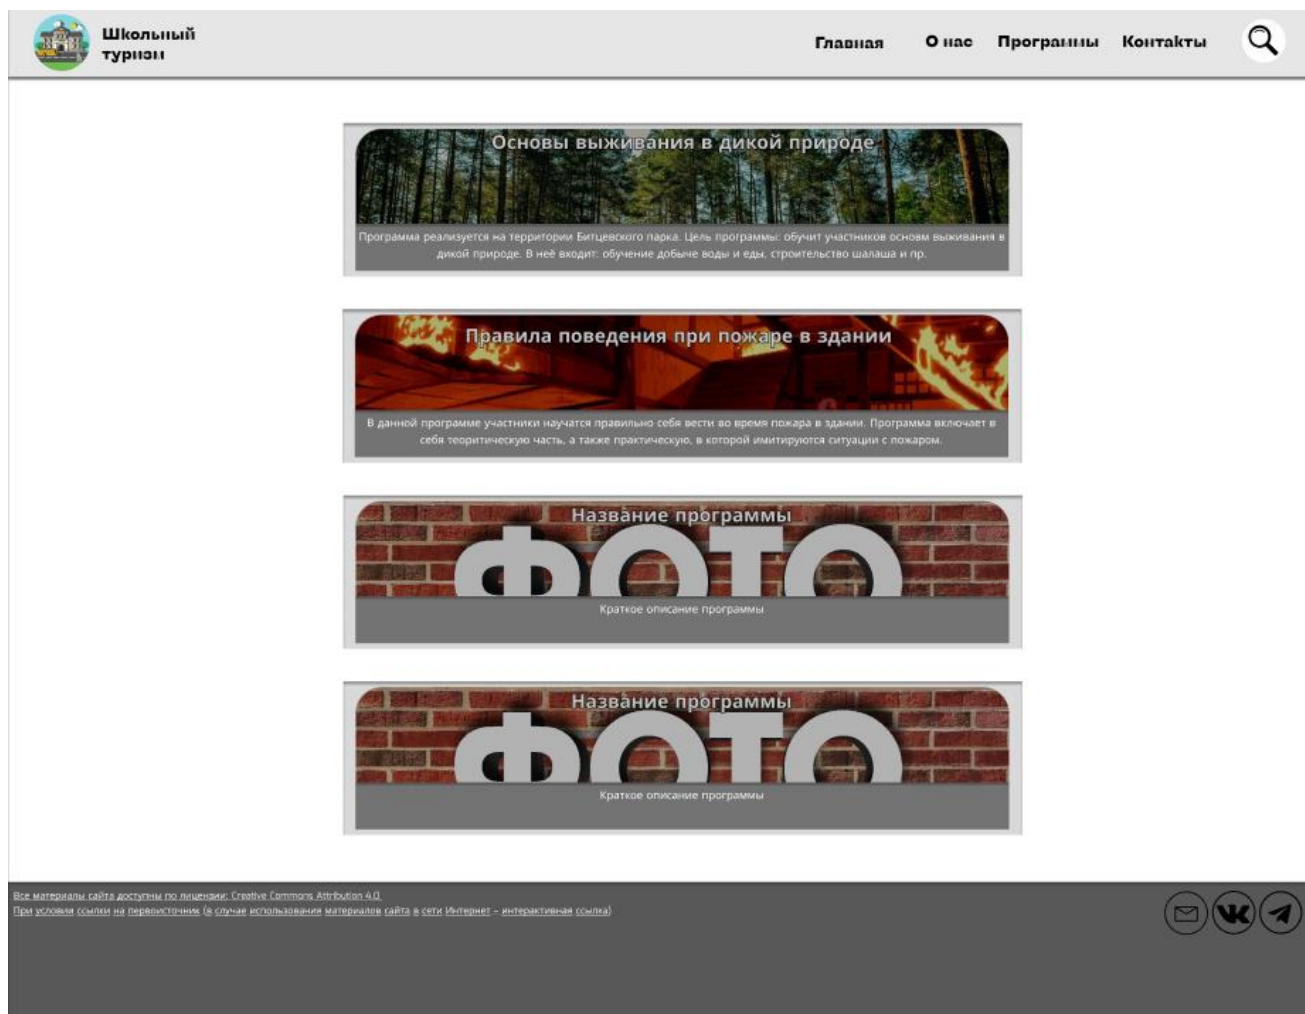 Школьный
туризм
Главная О нас Программы Контакты
Основы выживания в дикой природе
Программа реализуется на территории Битцевского парка. Цель программы: обучит участников основм выживания в
дикой природе. В неё входит: обучение добыче воды и еды, строительство шалаша и пр.
Правила поведения при пожаре в здании
В данной программе участники научатся правильно себя вести во время пожара в здании. Программа включает в
себя теоритическую часть, а также практическую, в которой имитируются ситуации с пожаром.
Название программы
ФОТО
Краткое описание программы
Название программы
ФОТО
Краткое описание программы
Все материалы сайта доступны по лицензии: Creative Commons Attribution 4.0.
При условии ссылки на первоисточник (в случае использования материалов сайта в сети Интернет – интерактивная ссылка)